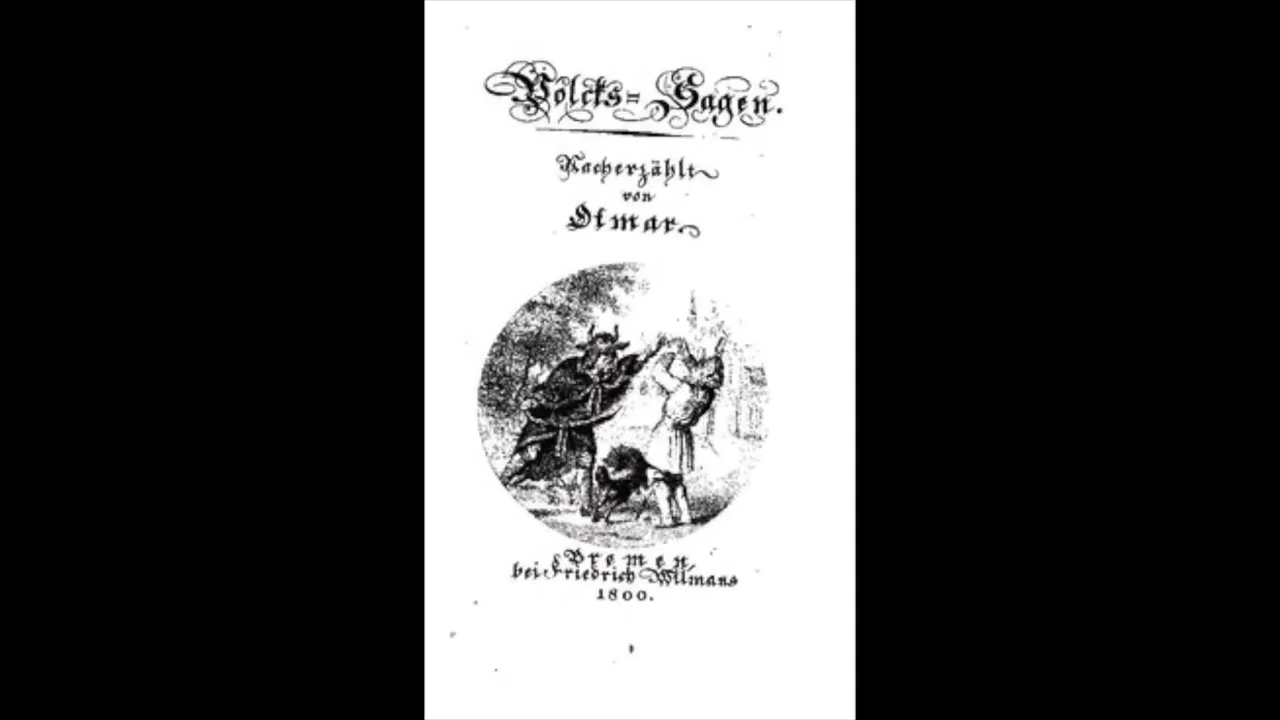 Volcks=Sagen.
Nacherzählt
von
Otmar.
Bremen,
bei Friedrich Wilmans
1800.